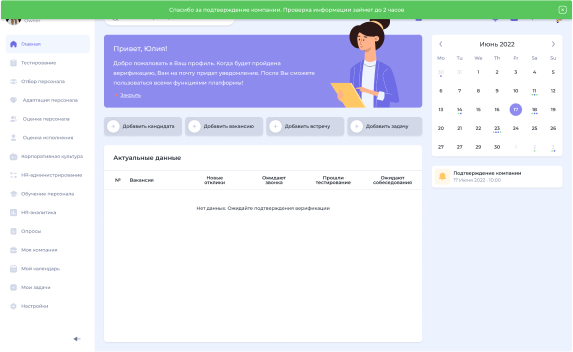 Спасибо за подтверждение компании. Проверка информации займет до 2 часов
Owner
Главная
Тестирование
Отбор персонала
Адаптация персонала
Оценка персонала
Оценка исполнения
Корпоративная культура
HR-администрирование
Обучение персонала
HR-аналитика
Опросы
Моя компания
Мой календарь
Мои задачи
Настройки
Привет, Юлия!
Добро пожаловать в Ваш профиль. Когда будет пройдена
верификацию, Вам на почту придет уведомление. После Вы сможете
пользоваться всеми функциями платформы!
Закрыть
Добавить кандидата
Добавить вакансию
Добавить встречу
Добавить задачу
Актуальные данные
№ Вакансия Новые отклики Ожидают звонка Прошли тестирование Ожидают собеседования
Нет данных. Ожидайте подтверждения верификации
Июнь 2022
Mo Tu We Th Fr Sa Su
1 2 3 4 5
6 7 8 9 10 11 12
13 14 15 16 17 18 19
20 21 22 23 24 25 26
27 27 29 30 1 2 3
Подтверждение компании
17 Июня 2022 · 10:00